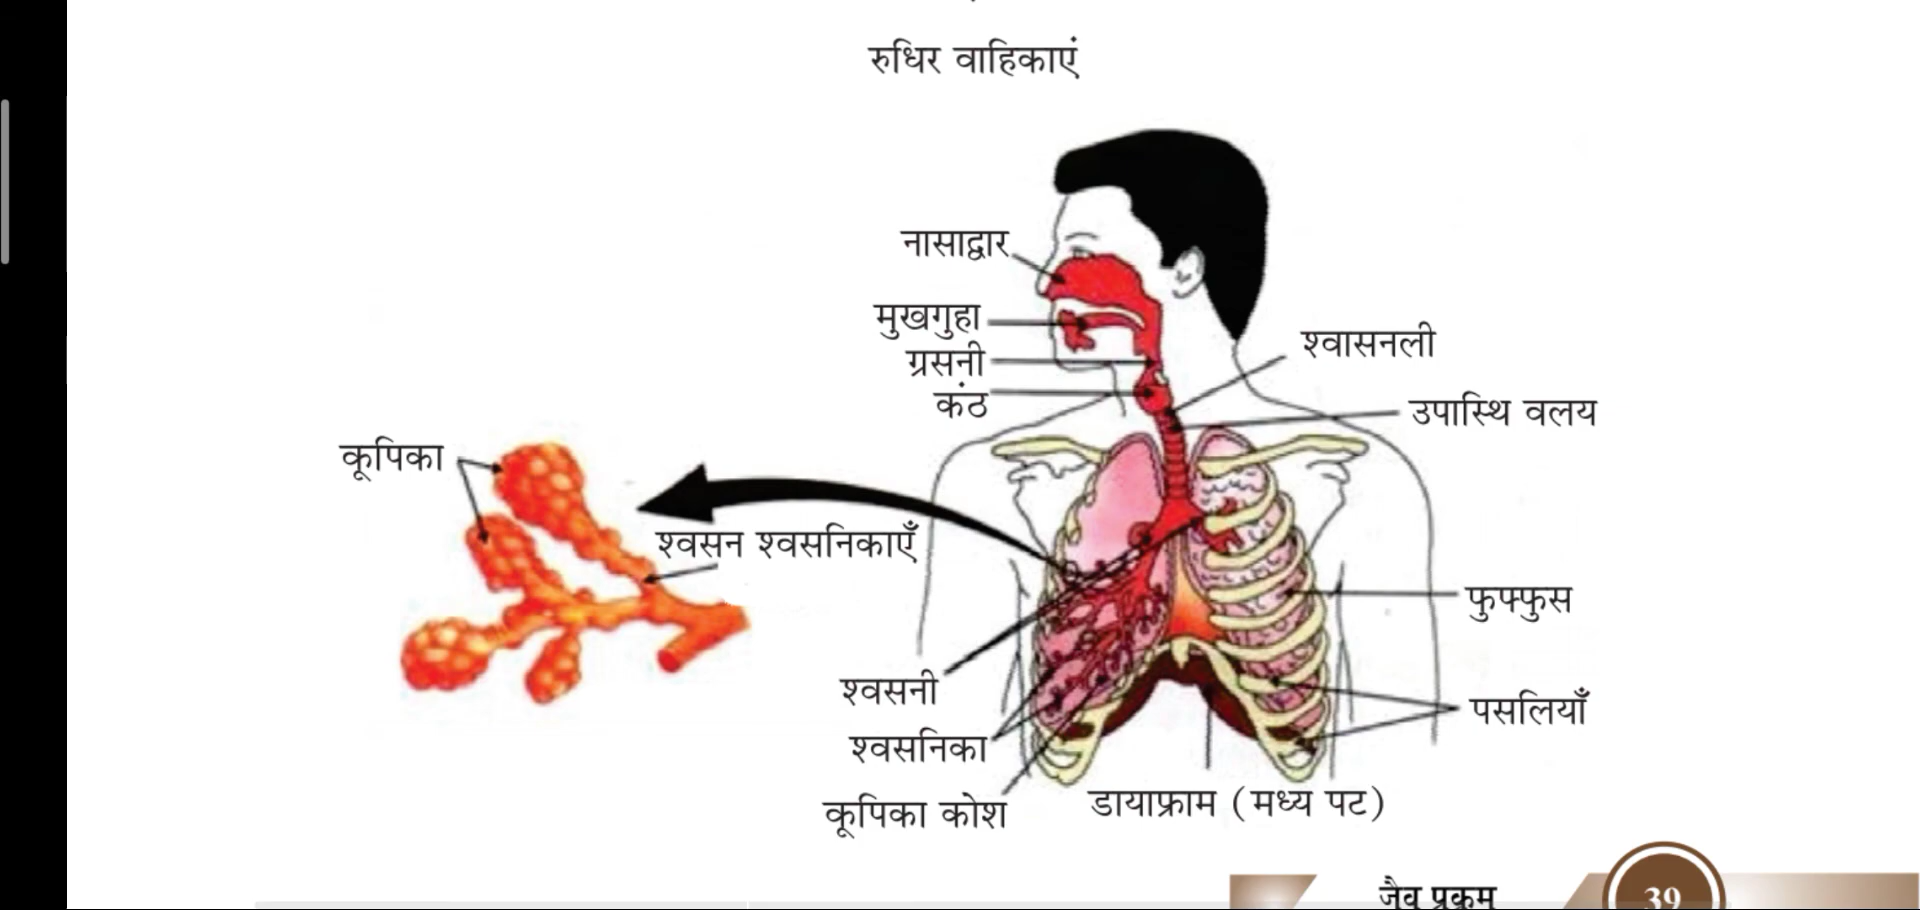 रुधिर वाहिकाएं
नासाद्वार
मुखगुहा
ग्रसनी
कंठ
श्वासनली
उपास्थि वलय
कूपिका
श्वसन श्वसनिकाएँ
फुफ्फुस
श्वसनी
पसलियाँ
श्वसनिका
कूपिका कोश
डायाफ्राम (मध्य पट)
जैव प्रक्रम
39